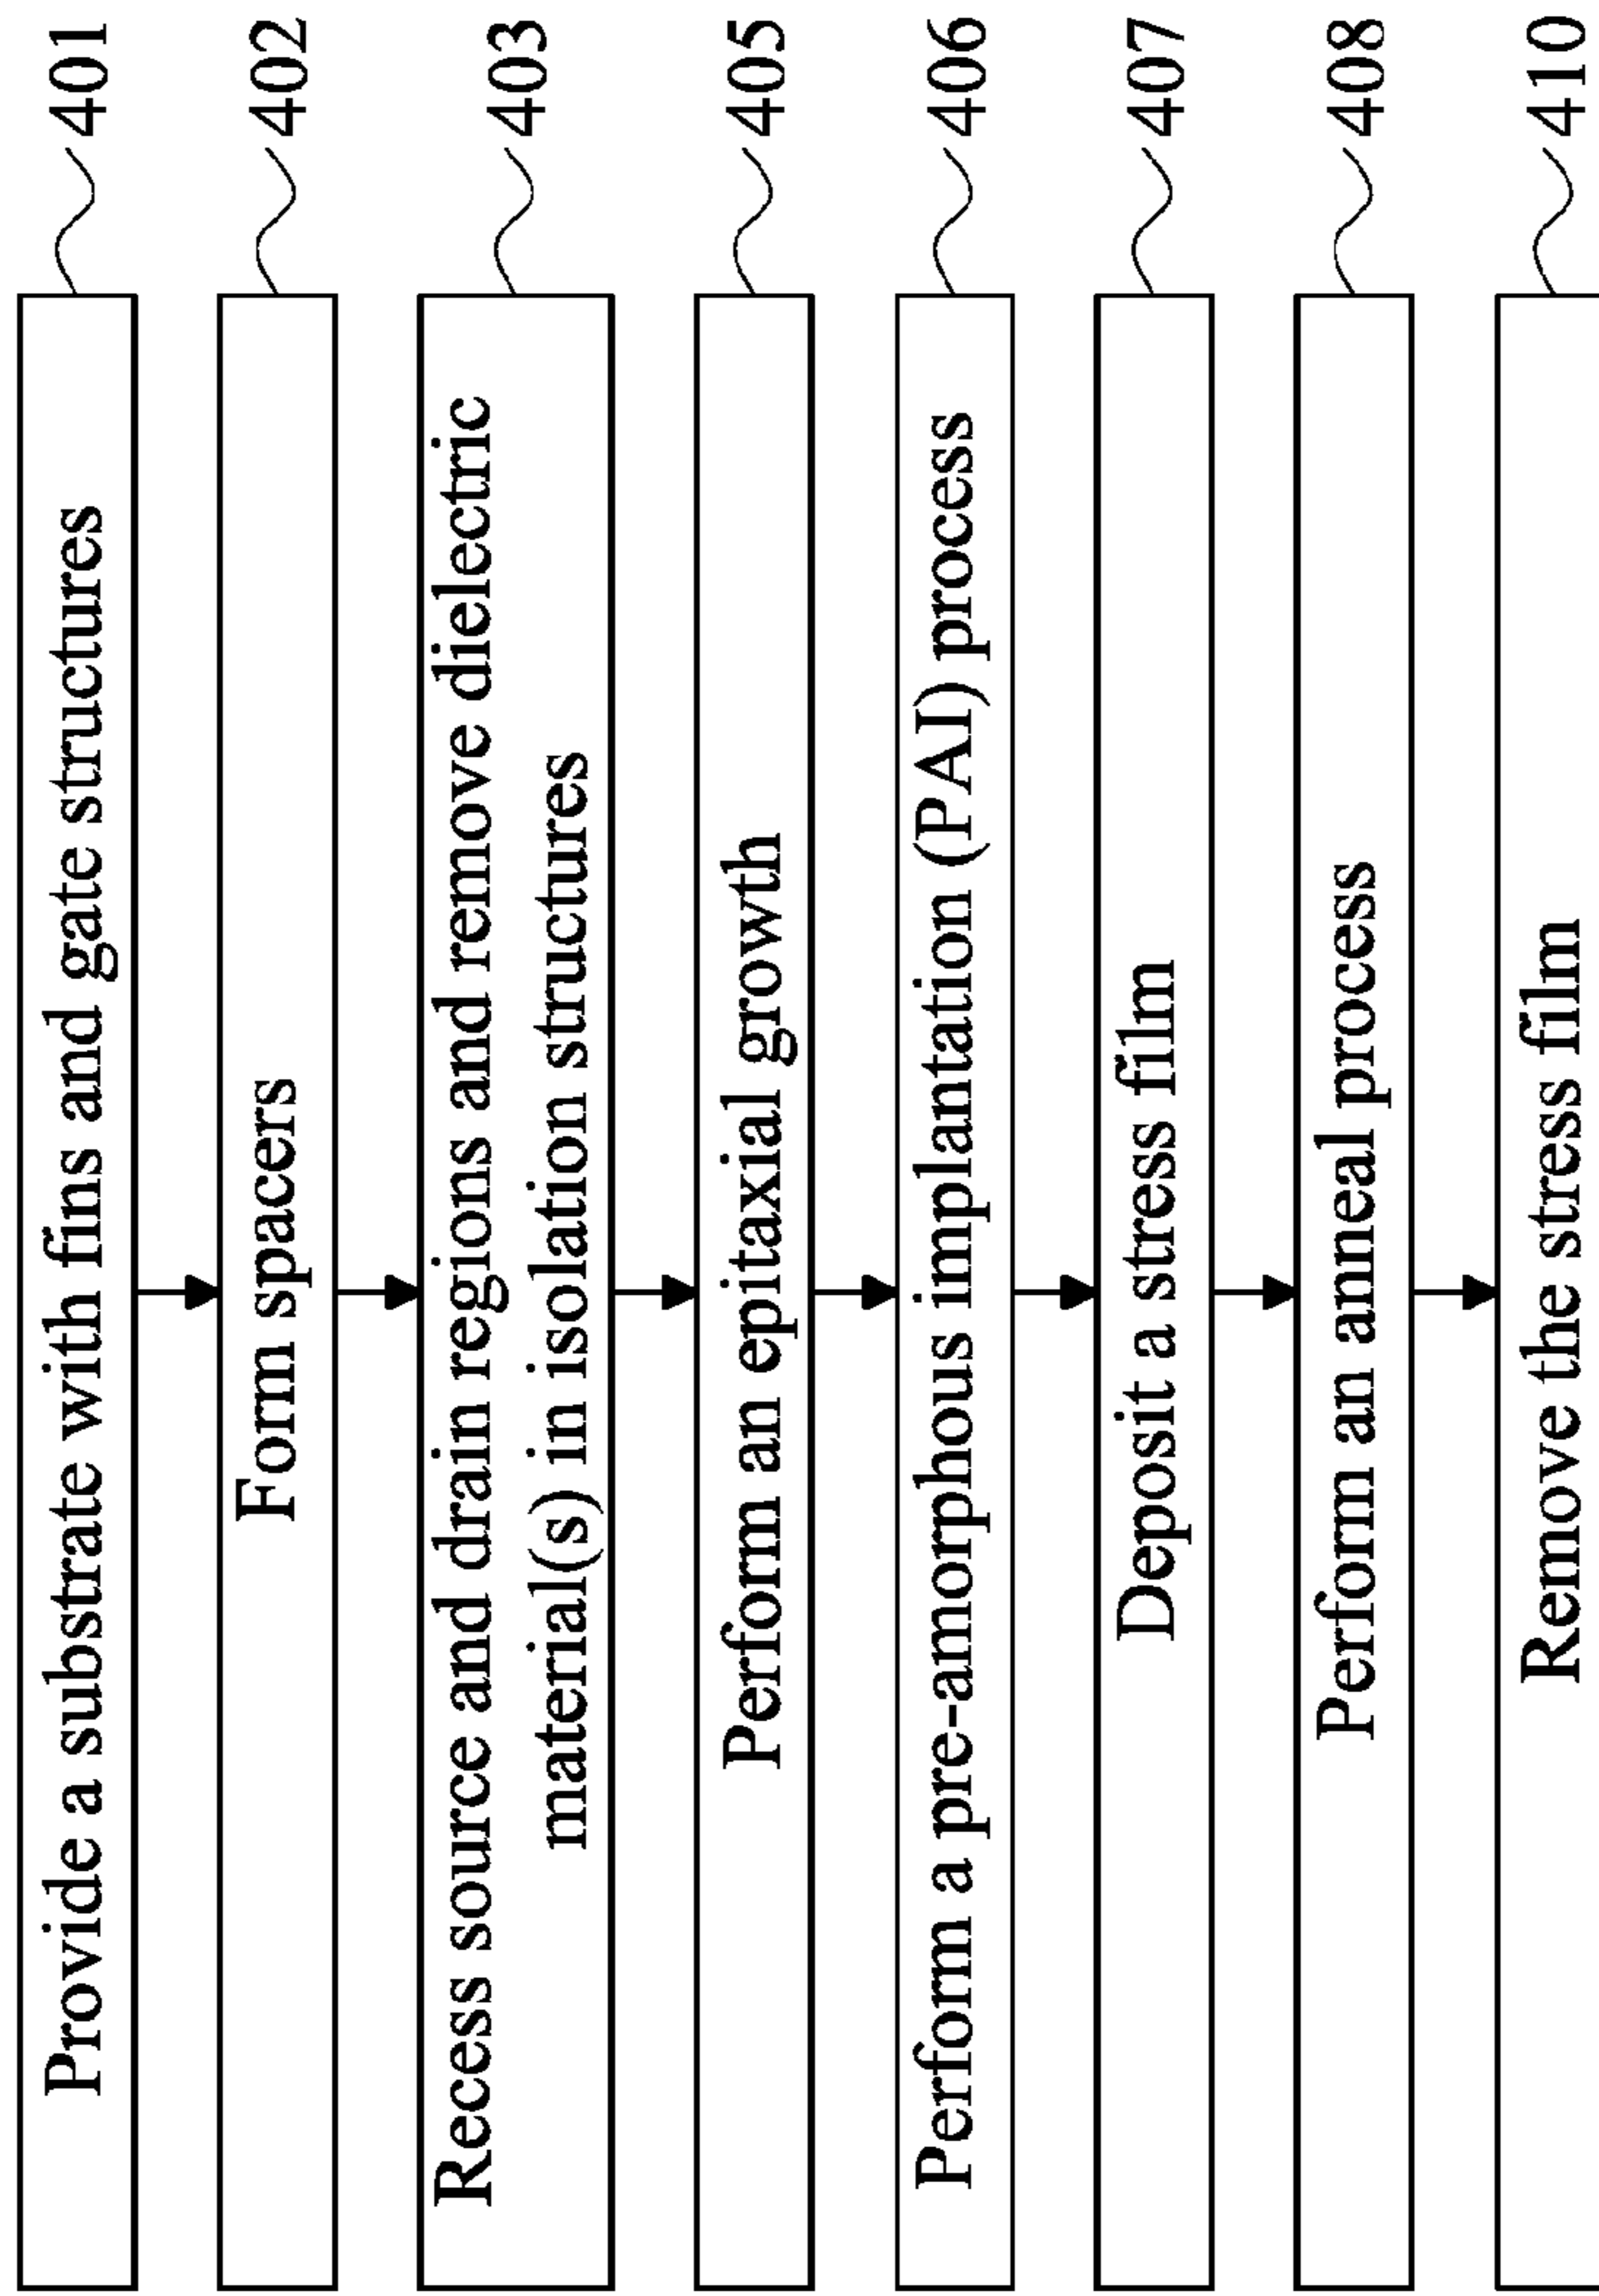 Provide a substrate with fins and gate structures 401
Form spacers 402
Recess source and drain regions and remove dielectric
material(s) in isolation structures 403
Perform an epitaxial growth 405
Perform a pre-amorphous implantation (PAI) process 406
Deposit a stress film 407
Perform an anneal process 408
Remove the stress film 410